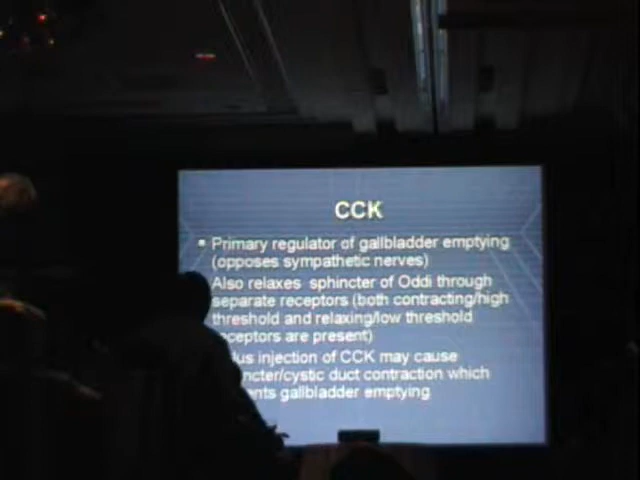 CCK
Primary regulator of gallbladder emptying
(opposes sympathetic nerves)
Also relaxes sphincter of Oddi through
separate receptors (both contracting/high
threshold and relaxing/low threshold
ceptors are present)
lus injection of CCK may cause
ncter/cystic duct contraction which
ents gallbladder emptying